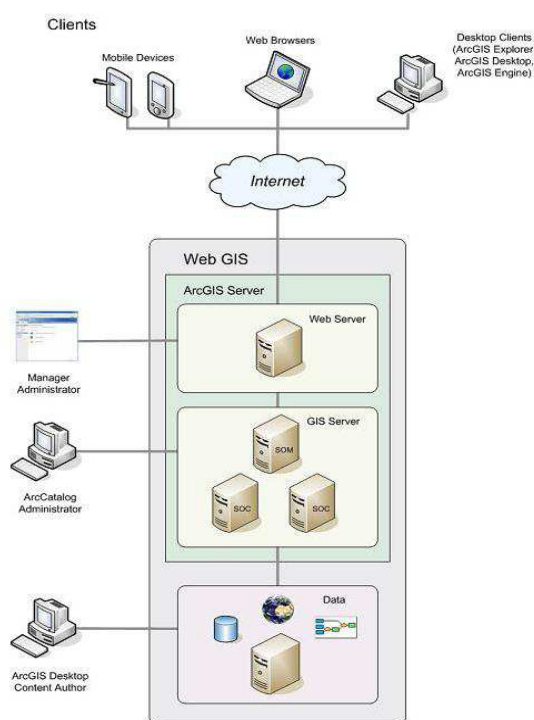 Clients
Mobile Devices
Web Browsers
Desktop Clients
(ArcGIS Explorer
ArcGIS Desktop,
ArcGIS Engine)
Internet
Web GIS
ArcGIS Server
Web Server
Manager
Administrator
GIS Server
SOM
SOC
SOC
ArcCatalog
Administrator
Data
ArcGIS Desktop
Content Author